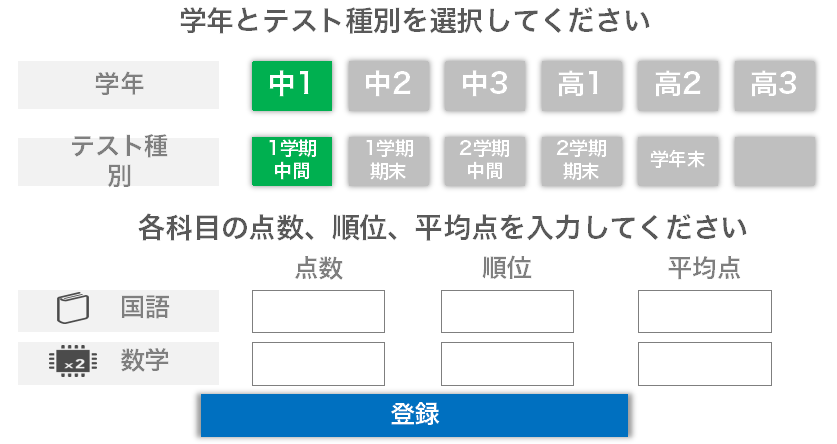 学年とテスト種別を選択してください
学年
中1
中2
中3
高1
高2
高3
テスト種
別
1学期
中間
1学期
期末
2学期
中間
2学期
期末
学年末
各科目の点数、順位、平均点を入力してください
点数
順位
平均点
国語
x2
数学
登録